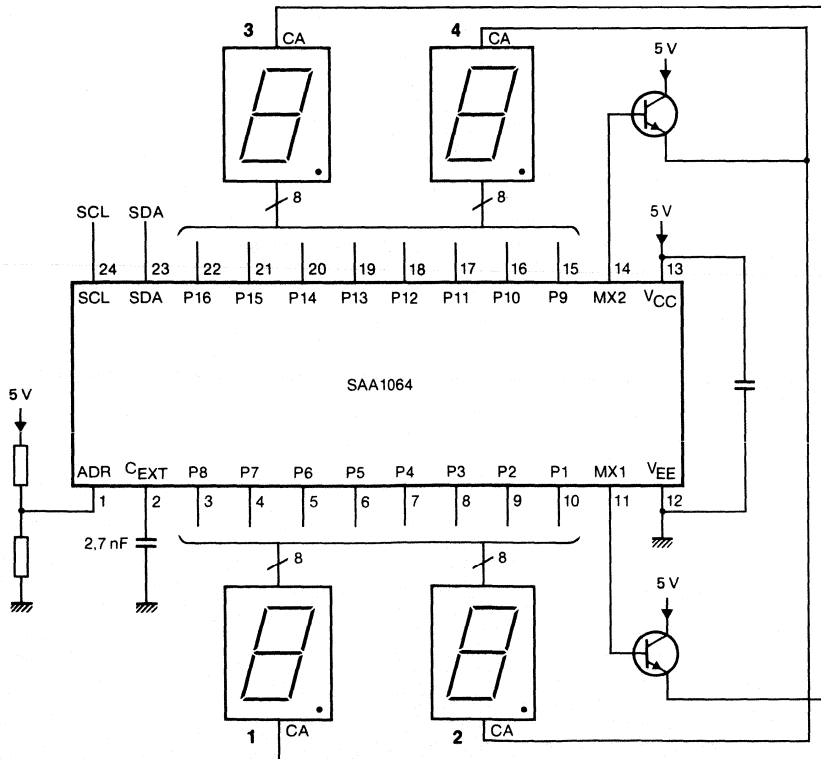 3 CA 4 CA
5 V
8 8
SCL SDA
5 V
24 23 22 21 20 19 18 17 16 15 14 13
SCL SDA P16 P15 P14 P13 P12 P11 P10 P9 MX2 VCC
SAA1064
5 V
ADR CEXT P8 P7 P6 P5 P4 P3 P2 P1 MX1 VEE
1 2 3 4 5 6 7 8 9 10 11 12
2,7 nF
8 8
5 V
1 CA 2 CA